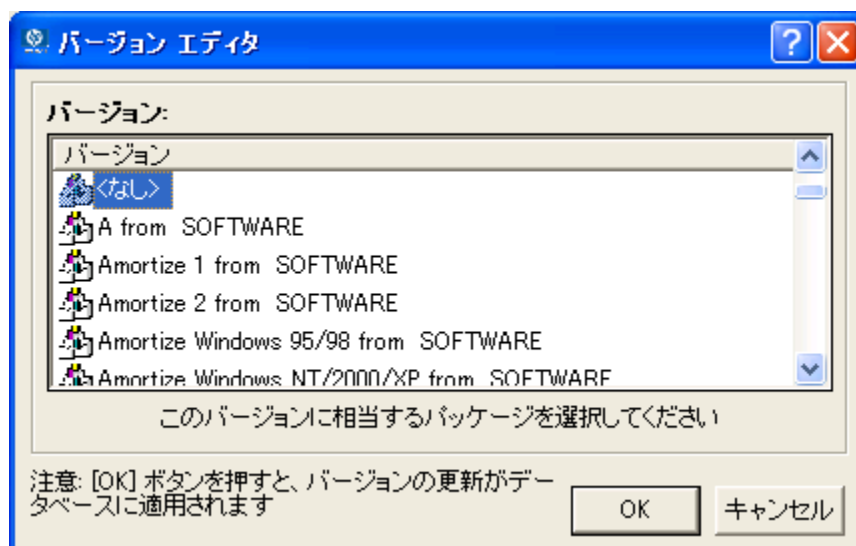 バージョン エディタ
バージョン:
バージョン
<なし>
A from SOFTWARE
Amortize 1 from SOFTWARE
Amortize 2 from SOFTWARE
Amortize Windows 95/98 from SOFTWARE
Amortize Windows NT/2000/XP from SOFTWARE
このバージョンに相当するパッケージを選択してください
注意: [OK] ボタンを押すと、バージョンの更新がデー
タベースに適用されます
OK
キャンセル